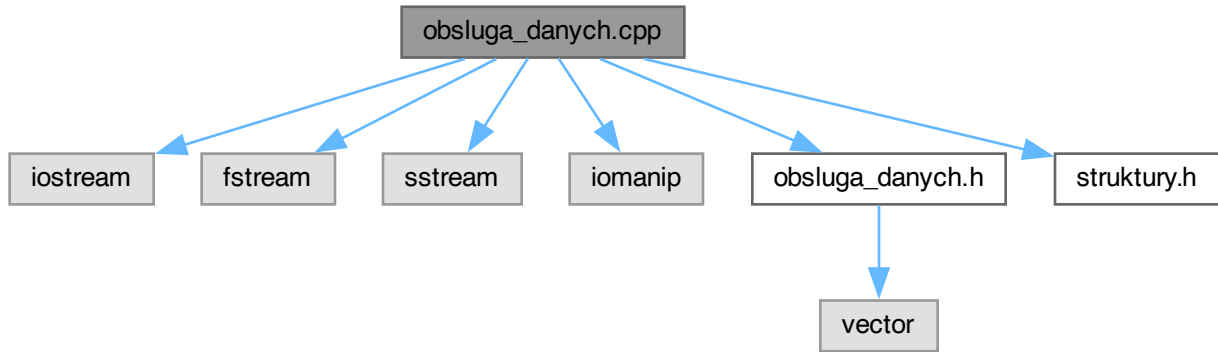 obsluga_danych.cpp
iostream
fstream
sstream
iomanip
obsluga_danych.h
struktury.h
vector